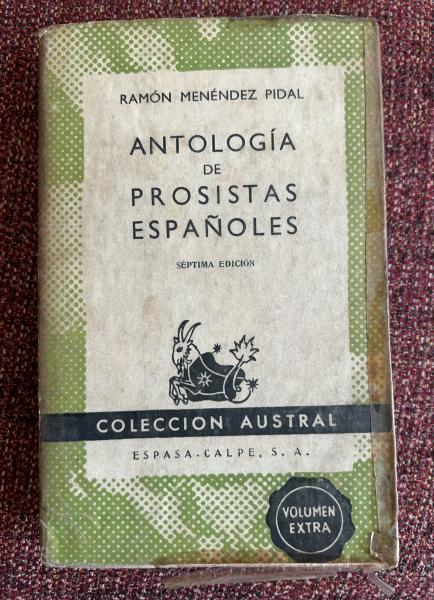 RAMÓN MENÉNDEZ PIDAL
ANTOLOGÍA
DE
PROSISTAS
ESPAÑOLES
SÉPTIMA EDICIÓN
COLECCION AUSTRAL
ESPASA-CALPE, S. A.
VOLUMEN
EXTRA